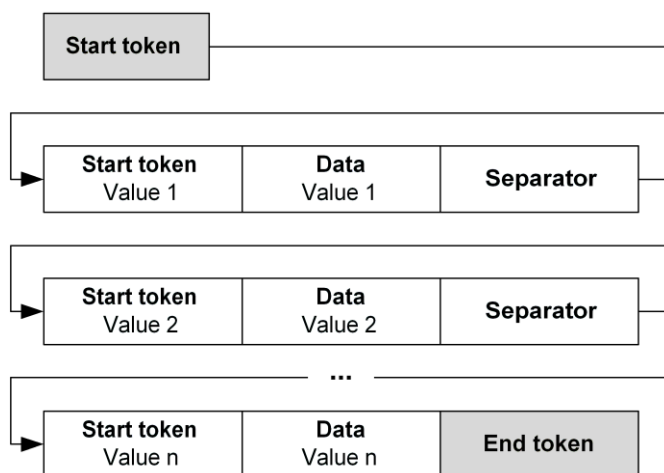 Start token
Start token Data Separator
Value 1 Value 1
Start token Data Separator
Value 2 Value 2
...
Start token Data End token
Value n Value n